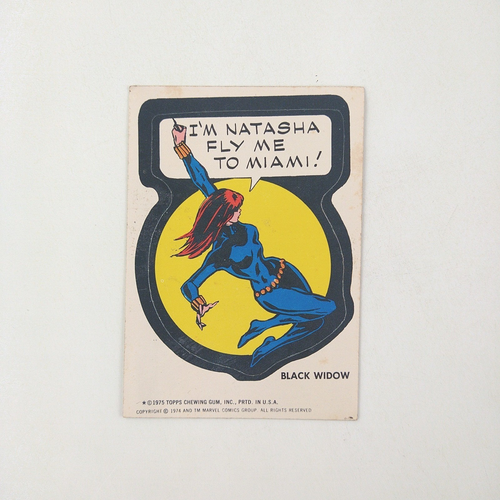 I'M NATASHA
FLY ME
TO MIAMI!
BLACK WIDOW
★ © 1975 TOPPS CHEWING GUM, INC., PRTD. IN U.S.A.
COPYRIGHT © 1974 AND TM MARVEL COMICS GROUP. ALL RIGHTS RESERVED